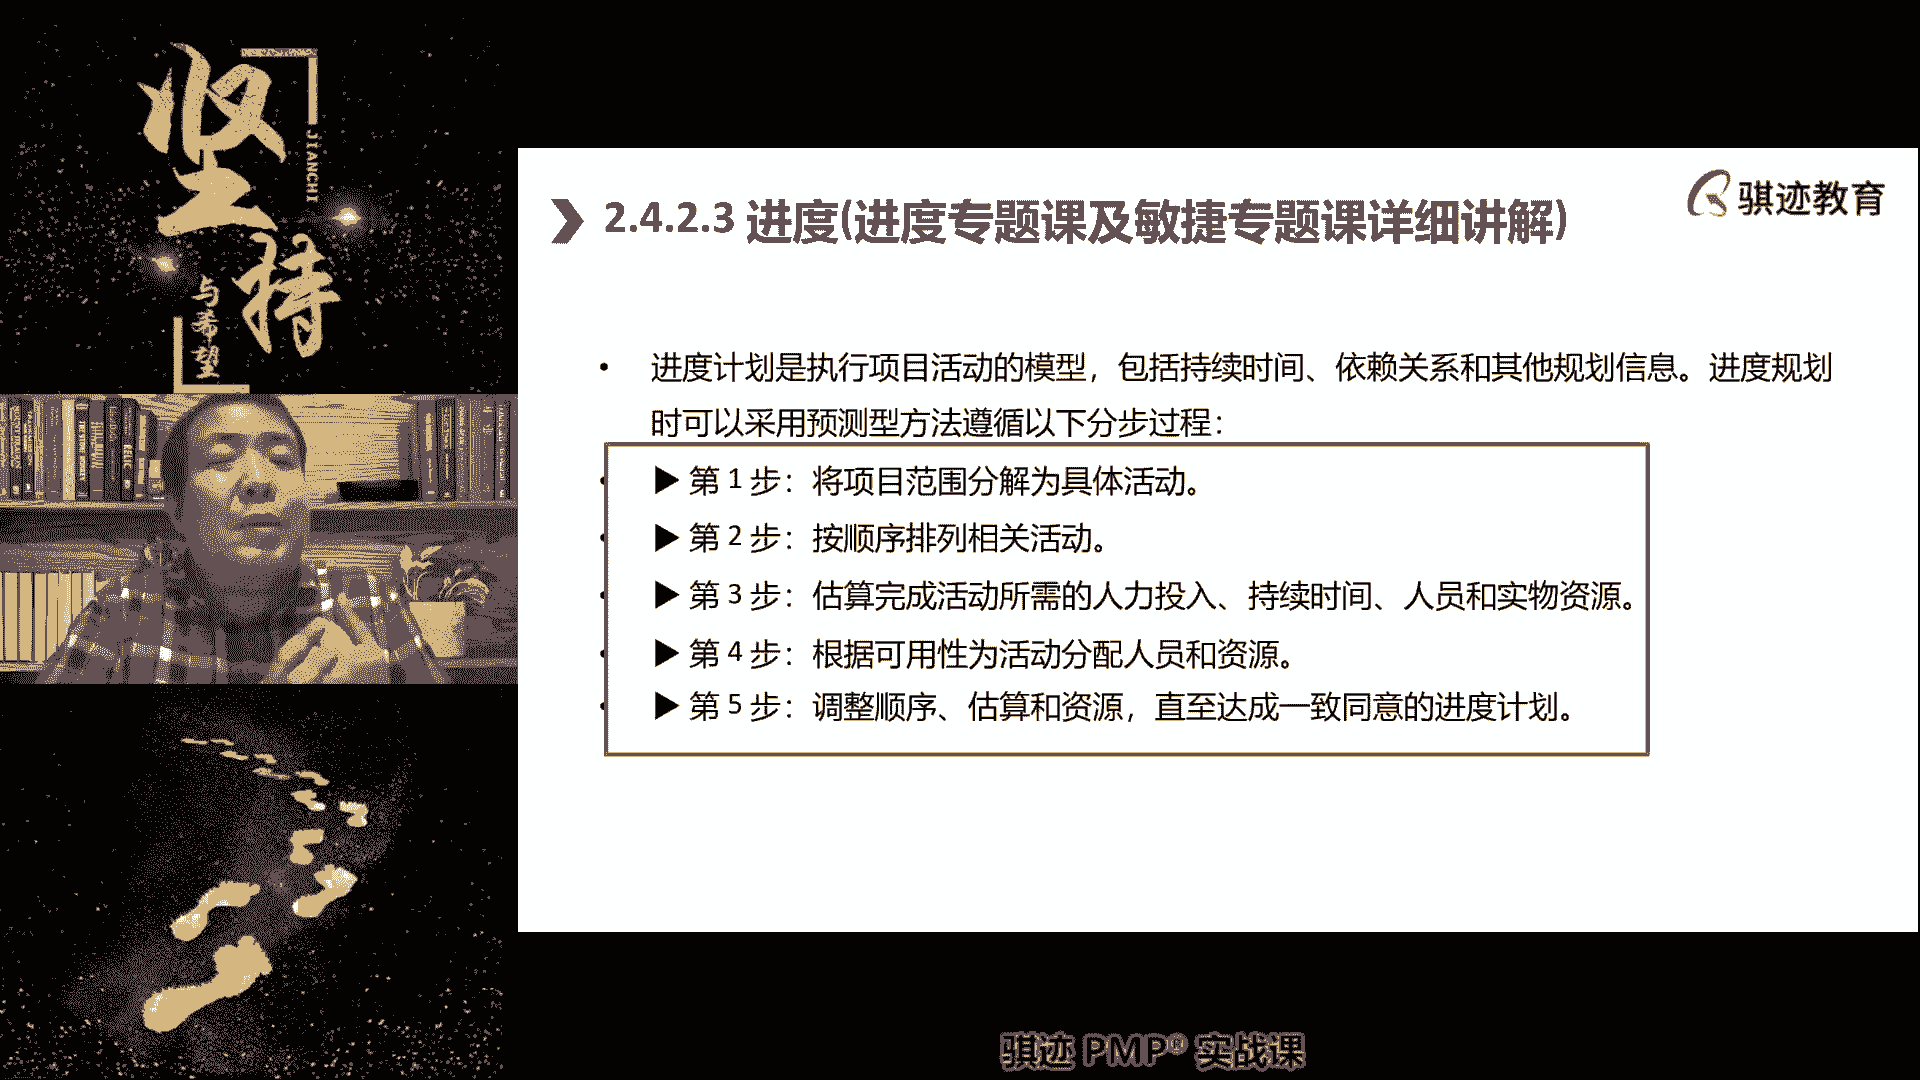 坚持
JIANCHI
与希望
骐迹教育
2.4.2.3 进度(进度专题课及敏捷专题课详细讲解)
• 进度计划是执行项目活动的模型，包括持续时间、依赖关系和其他规划信息。进度规划
时可以采用预测型方法遵循以下分步过程：
▶ 第 1 步：将项目范围分解为具体活动。
▶ 第 2 步：按顺序排列相关活动。
▶ 第 3 步：估算完成活动所需的人力投入、持续时间、人员和实物资源。
▶ 第 4 步：根据可用性为活动分配人员和资源。
▶ 第 5 步：调整顺序、估算和资源，直至达成一致同意的进度计划。
骐迹 PMP® 实战课